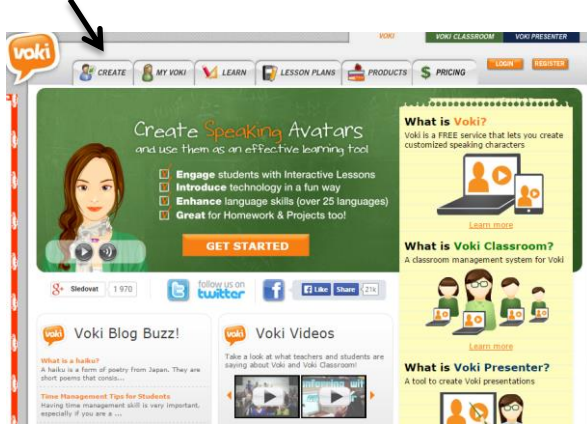 VOKI
VOKI CLASSROOM
VOKI PRESENTER
voki
CREATE
MY VOKI
LEARN
LESSON PLANS
PRODUCTS
PRICING
LOGIN
REGISTER
Create Speaking Avatars
and use them as an effective learning tool
Engage students with Interactive Lessons
Introduce technology in a fun way
Enhance language skills (over 25 languages)
Great for Homework & Projects too!
GET STARTED
What is Voki?
Voki is a FREE service that lets you create
customized speaking characters
Learn more
What is Voki Classroom?
A classroom management system for Voki
Learn more
What is Voki Presenter?
A tool to create Voki presentations
8+ Sledovat 1 970
follow us on
twitter
f Like Share 21k
voki Voki Blog Buzz!
What is a haiku?
A haiku is a form of poetry from Japan. They are
short poems that consis...
Time Management Tips for Students
Having time management skill is very important,
especially if you are a ...
voki Voki Videos
Take a look at what teachers and students are
saying about Voki and Voki Classroom!